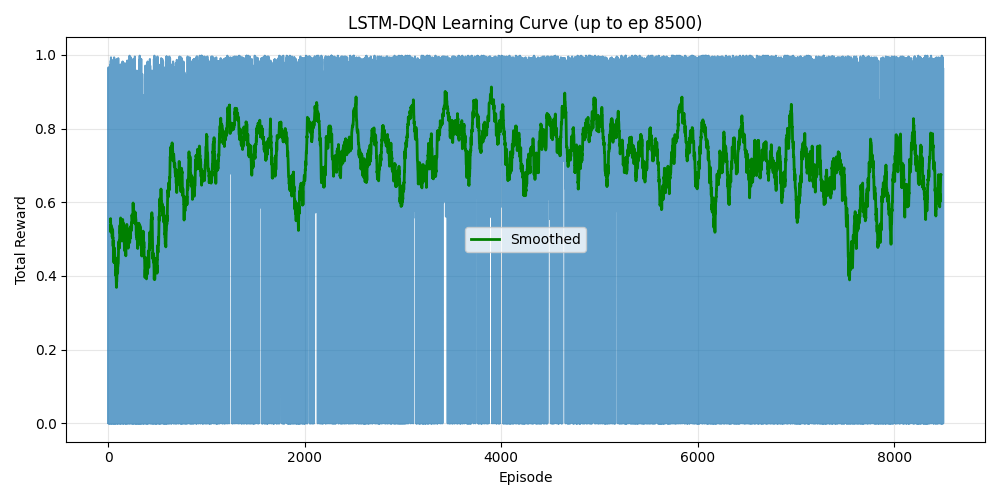 LSTM-DQN Learning Curve (up to ep 8500)
Total Reward
1.0
0.8
0.6
0.4
0.2
0.0
Smoothed
0 2000 4000 6000 8000
Episode